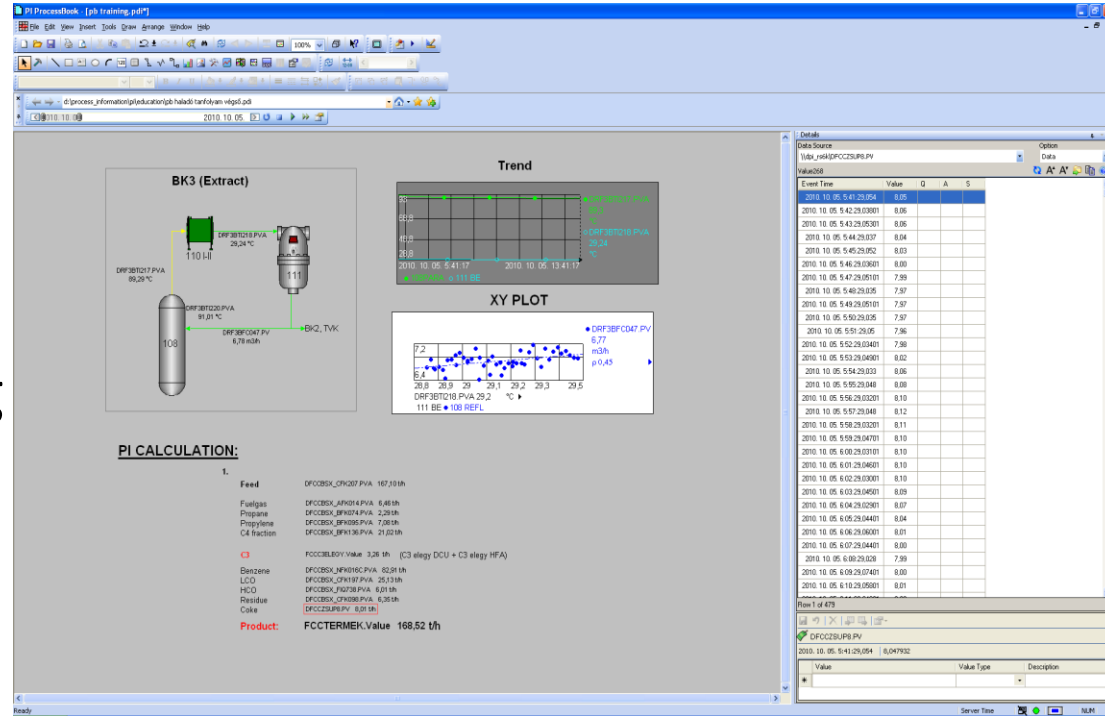 PI ProcessBook - [pb training.pdi*]
File Edit View Insert Tools Draw Arrange Window Help
100%
d:\process_information\pi\education\pb haladó tanfolyam végső.pdi
2010. 10. 05.
BK3 (Extract)
DRF3BTI218.PVA
29,24 °C
110 I-II
111
DRF3BTI217.PVA
89,29 °C
DRF3BTI220.PVA
91,01 °C
108
DRF3BFC047.PV
6,78 m3/h
BK2, TVK
Trend
DRF3BTI217.PVA
°C
DRF3BTI218.PVA
29,24
°C
28,8
2010. 10. 05. 5:41:17
2010. 10. 05. 13:41:17
111 BE
XY PLOT
DRF3BFC047.PV
6,77
m3/h
ρ 0,45
7,2
6,4
28,8 28,9 29 29,1 29,2 29,3 29,5
DRF3BTI218.PVA 29,2 °C
111 BE 108 REFL
PI CALCULATION:
1.
Feed DFCCBSX_CFK207.PVA 167,10 t/h
Fuelgas DFCCBSX_AFK014.PVA 6,46 t/h
Propane DFCCBSX_BFK074.PVA 2,29 t/h
Propylene DFCCBSX_BFK095.PVA 7,08 t/h
C4 fraction DFCCBSX_BFK136.PVA 21,02 t/h
C3 FCCC3ELEGY.Value 3,26 t/h (C3 elegy DCU + C3 elegy HFA)
Benzene DFCCBSX_NFK016C.PVA 82,91 t/h
LCO DFCCBSX_CFK197.PVA 25,13 t/h
HCO DFCCBSX_FIQ738.PVA 6,01 t/h
Residue DFCCBSX_CFK098.PVA 6,35 t/h
Coke DFCCZSUP8.PV 8,01 t/h
Product: FCCTERMEK.Value 168,52 t/h
Details
Data Source Option
DFCCZSUP8.PV Data
Value268
Event Time Value Q A S
2010. 10. 05. 5:41:29,054 8,05
2010. 10. 05. 5:42:29,03801 8,06
2010. 10. 05. 5:43:29,05301 8,06
2010. 10. 05. 5:44:29,037 8,04
2010. 10. 05. 5:45:29,052 8,03
2010. 10. 05. 5:46:29,03601 8,00
2010. 10. 05. 5:47:29,05101 7,99
2010. 10. 05. 5:48:29,035 7,97
2010. 10. 05. 5:49:29,05101 7,97
2010. 10. 05. 5:50:29,035 7,97
2010. 10. 05. 5:51:29,05 7,96
2010. 10. 05. 5:52:29,03401 7,98
2010. 10. 05. 5:53:29,04901 8,02
2010. 10. 05. 5:54:29,033 8,06
2010. 10. 05. 5:55:29,048 8,08
2010. 10. 05. 5:56:29,03201 8,10
2010. 10. 05. 5:57:29,048 8,12
2010. 10. 05. 5:58:29,03201 8,11
2010. 10. 05. 5:59:29,04701 8,10
2010. 10. 05. 6:00:29,03101 8,10
2010. 10. 05. 6:01:29,04601 8,10
2010. 10. 05. 6:02:29,03001 8,10
2010. 10. 05. 6:03:29,04501 8,09
2010. 10. 05. 6:04:29,02901 8,07
2010. 10. 05. 6:05:29,04401 8,04
2010. 10. 05. 6:06:29,06001 8,01
2010. 10. 05. 6:07:29,04401 8,00
2010. 10. 05. 6:08:29,028 7,99
2010. 10. 05. 6:09:29,07401 8,00
2010. 10. 05. 6:10:29,05801 8,01
Row 1 of 479
DFCCZSUP8.PV
2010. 10. 05. 5:41:29,054 8,047932
Value Value Type Description
Ready
Server Time NUM